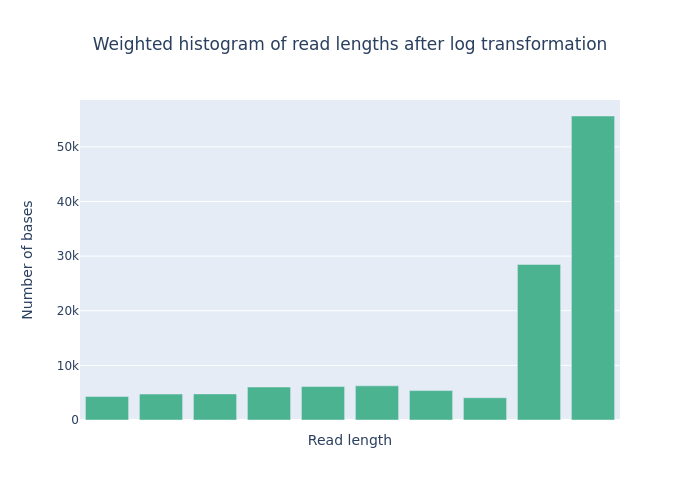 Weighted histogram of read lengths after log transformation
50k
40k
30k
20k
10k
0
Number of bases
Read length